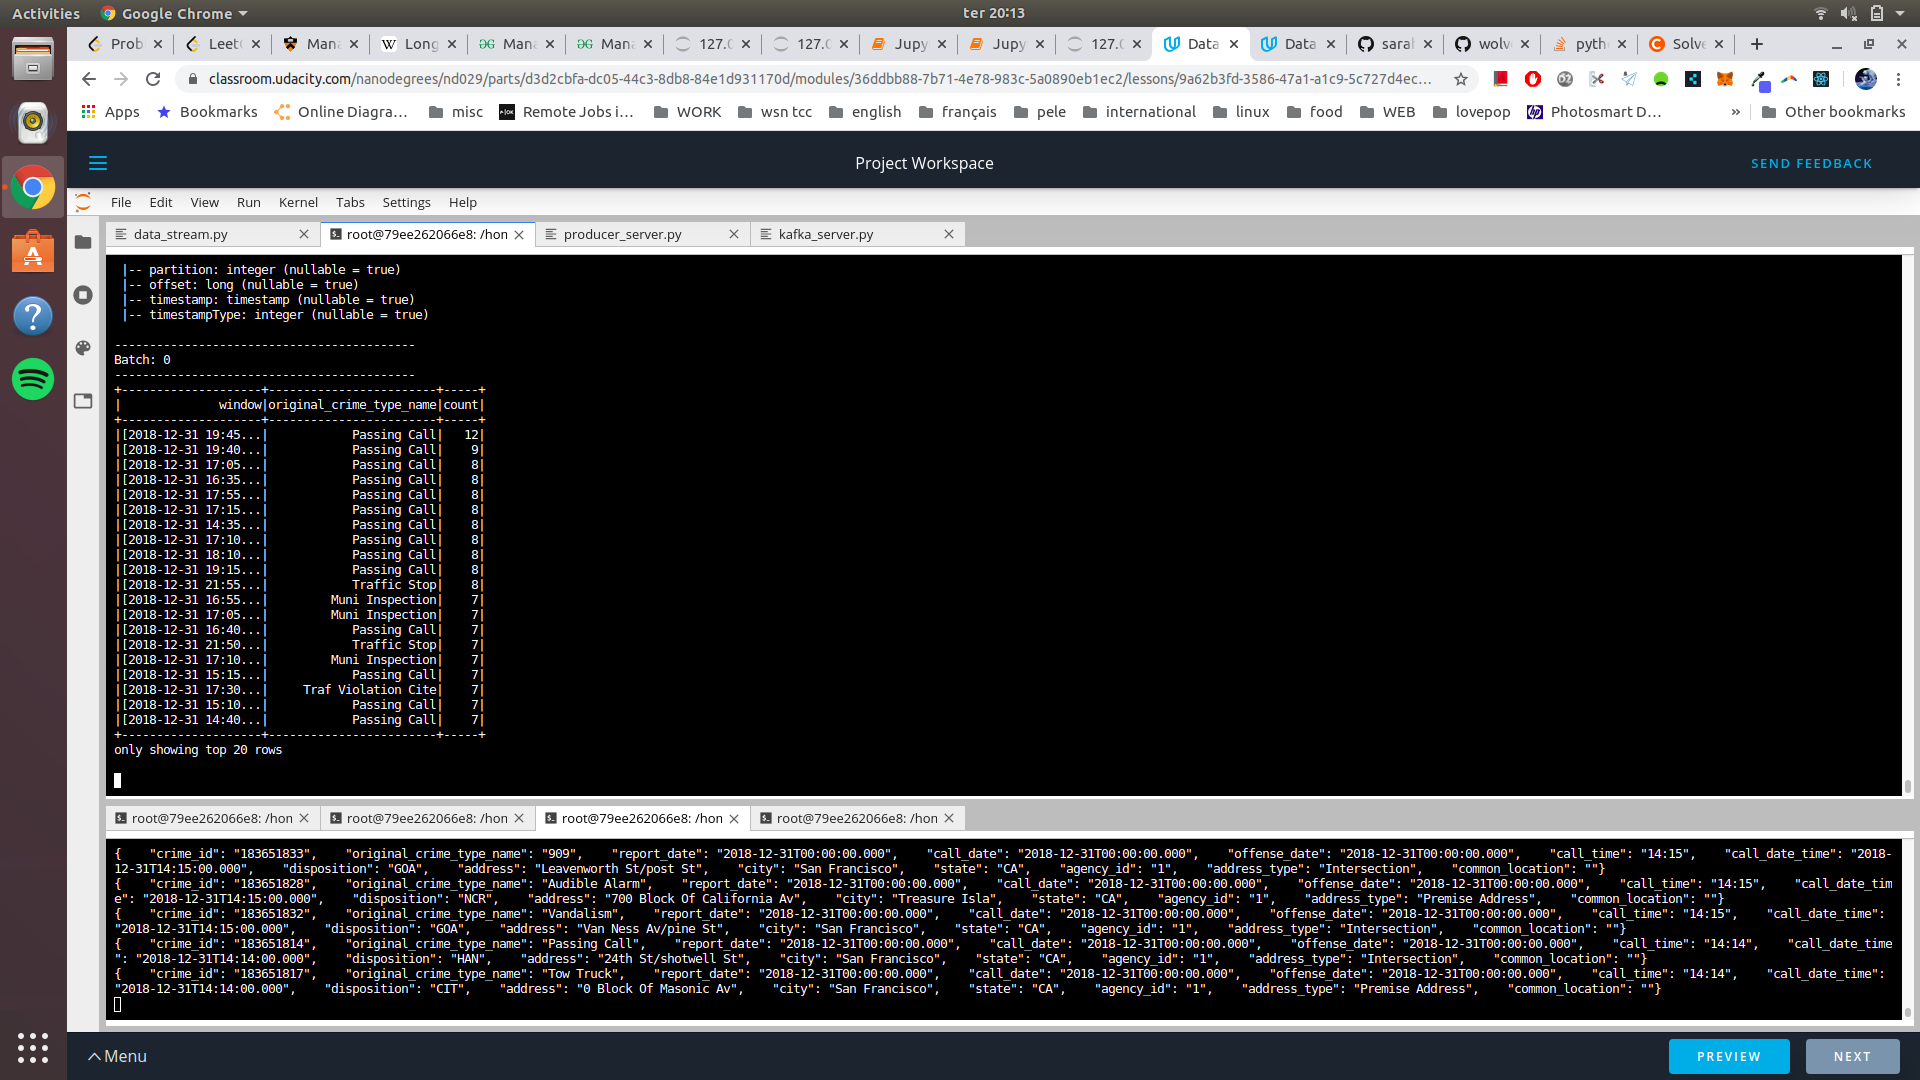 Activities
Google Chrome
ter 20:13
Prob
Leet
Mana
Long
Mana
Mana
127.0
127.0
Jupy
Jupy
127.0
Data
Data
saral
wolv
pyth
Solve
classroom.udacity.com/nanodegrees/nd029/parts/d3d2cbfa-dc05-44c3-8db8-84e1d931170d/modules/36ddbb88-7b71-4e78-983c-5a0890eb1ec2/lessons/9a62b3fd-3586-47a1-a1c9-5c727d4ec...
Apps
Bookmarks
Online Diagra...
misc
Remote Jobs i...
WORK
wsn tcc
english
français
pele
international
linux
food
WEB
lovepop
Photosmart D...
»
Other bookmarks
Project Workspace
SEND FEEDBACK
File Edit View Run Kernel Tabs Settings Help
data_stream.py
root@79ee262066e8: /hon
producer_server.py
kafka_server.py
|-- partition: integer (nullable = true)
|-- offset: long (nullable = true)
|-- timestamp: timestamp (nullable = true)
|-- timestampType: integer (nullable = true)
-------------------------------------------
Batch: 0
-------------------------------------------
+--------------------+------------------------+-----+
| window|original_crime_type_name|count|
+--------------------+------------------------+-----+
|[2018-12-31 19:45...| Passing Call| 12|
|[2018-12-31 19:40...| Passing Call| 9|
|[2018-12-31 17:05...| Passing Call| 8|
|[2018-12-31 16:35...| Passing Call| 8|
|[2018-12-31 17:55...| Passing Call| 8|
|[2018-12-31 17:15...| Passing Call| 8|
|[2018-12-31 14:35...| Passing Call| 8|
|[2018-12-31 17:10...| Passing Call| 8|
|[2018-12-31 18:10...| Passing Call| 8|
|[2018-12-31 19:15...| Passing Call| 8|
|[2018-12-31 21:55...| Traffic Stop| 8|
|[2018-12-31 16:55...| Muni Inspection| 7|
|[2018-12-31 17:05...| Muni Inspection| 7|
|[2018-12-31 16:40...| Passing Call| 7|
|[2018-12-31 21:50...| Traffic Stop| 7|
|[2018-12-31 17:10...| Muni Inspection| 7|
|[2018-12-31 15:15...| Passing Call| 7|
|[2018-12-31 17:30...| Traf Violation Cite| 7|
|[2018-12-31 15:10...| Passing Call| 7|
|[2018-12-31 14:40...| Passing Call| 7|
+--------------------+------------------------+-----+
only showing top 20 rows
root@79ee262066e8: /hon
root@79ee262066e8: /hon
root@79ee262066e8: /hon
root@79ee262066e8: /hon
{ "crime_id": "183651833", "original_crime_type_name": "909", "report_date": "2018-12-31T00:00:00.000", "call_date": "2018-12-31T00:00:00.000", "offense_date": "2018-12-31T00:00:00.000", "call_time": "14:15", "call_date_time": "2018-
12-31T14:15:00.000", "disposition": "GOA", "address": "Leavenworth St/post St", "city": "San Francisco", "state": "CA", "agency_id": "1", "address_type": "Intersection", "common_location": ""}
{ "crime_id": "183651828", "original_crime_type_name": "Audible Alarm", "report_date": "2018-12-31T00:00:00.000", "call_date": "2018-12-31T00:00:00.000", "offense_date": "2018-12-31T00:00:00.000", "call_time": "14:15", "call_date_tim
e": "2018-12-31T14:15:00.000", "disposition": "NCR", "address": "700 Block Of California Av", "city": "Treasure Isla", "state": "CA", "agency_id": "1", "address_type": "Premise Address", "common_location": ""}
{ "crime_id": "183651832", "original_crime_type_name": "Vandalism", "report_date": "2018-12-31T00:00:00.000", "call_date": "2018-12-31T00:00:00.000", "offense_date": "2018-12-31T00:00:00.000", "call_time": "14:15", "call_date_time":
"2018-12-31T14:15:00.000", "disposition": "GOA", "address": "Van Ness Av/pine St", "city": "San Francisco", "state": "CA", "agency_id": "1", "address_type": "Intersection", "common_location": ""}
{ "crime_id": "183651814", "original_crime_type_name": "Passing Call", "report_date": "2018-12-31T00:00:00.000", "call_date": "2018-12-31T00:00:00.000", "offense_date": "2018-12-31T00:00:00.000", "call_time": "14:14", "call_date_time
": "2018-12-31T14:14:00.000", "disposition": "HAN", "address": "24th St/shotwell St", "city": "San Francisco", "state": "CA", "agency_id": "1", "address_type": "Intersection", "common_location": ""}
{ "crime_id": "183651817", "original_crime_type_name": "Tow Truck", "report_date": "2018-12-31T00:00:00.000", "call_date": "2018-12-31T00:00:00.000", "offense_date": "2018-12-31T00:00:00.000", "call_time": "14:14", "call_date_time":
"2018-12-31T14:14:00.000", "disposition": "CIT", "address": "0 Block Of Masonic Av", "city": "San Francisco", "state": "CA", "agency_id": "1", "address_type": "Premise Address", "common_location": ""}
Menu
PREVIEW
NEXT